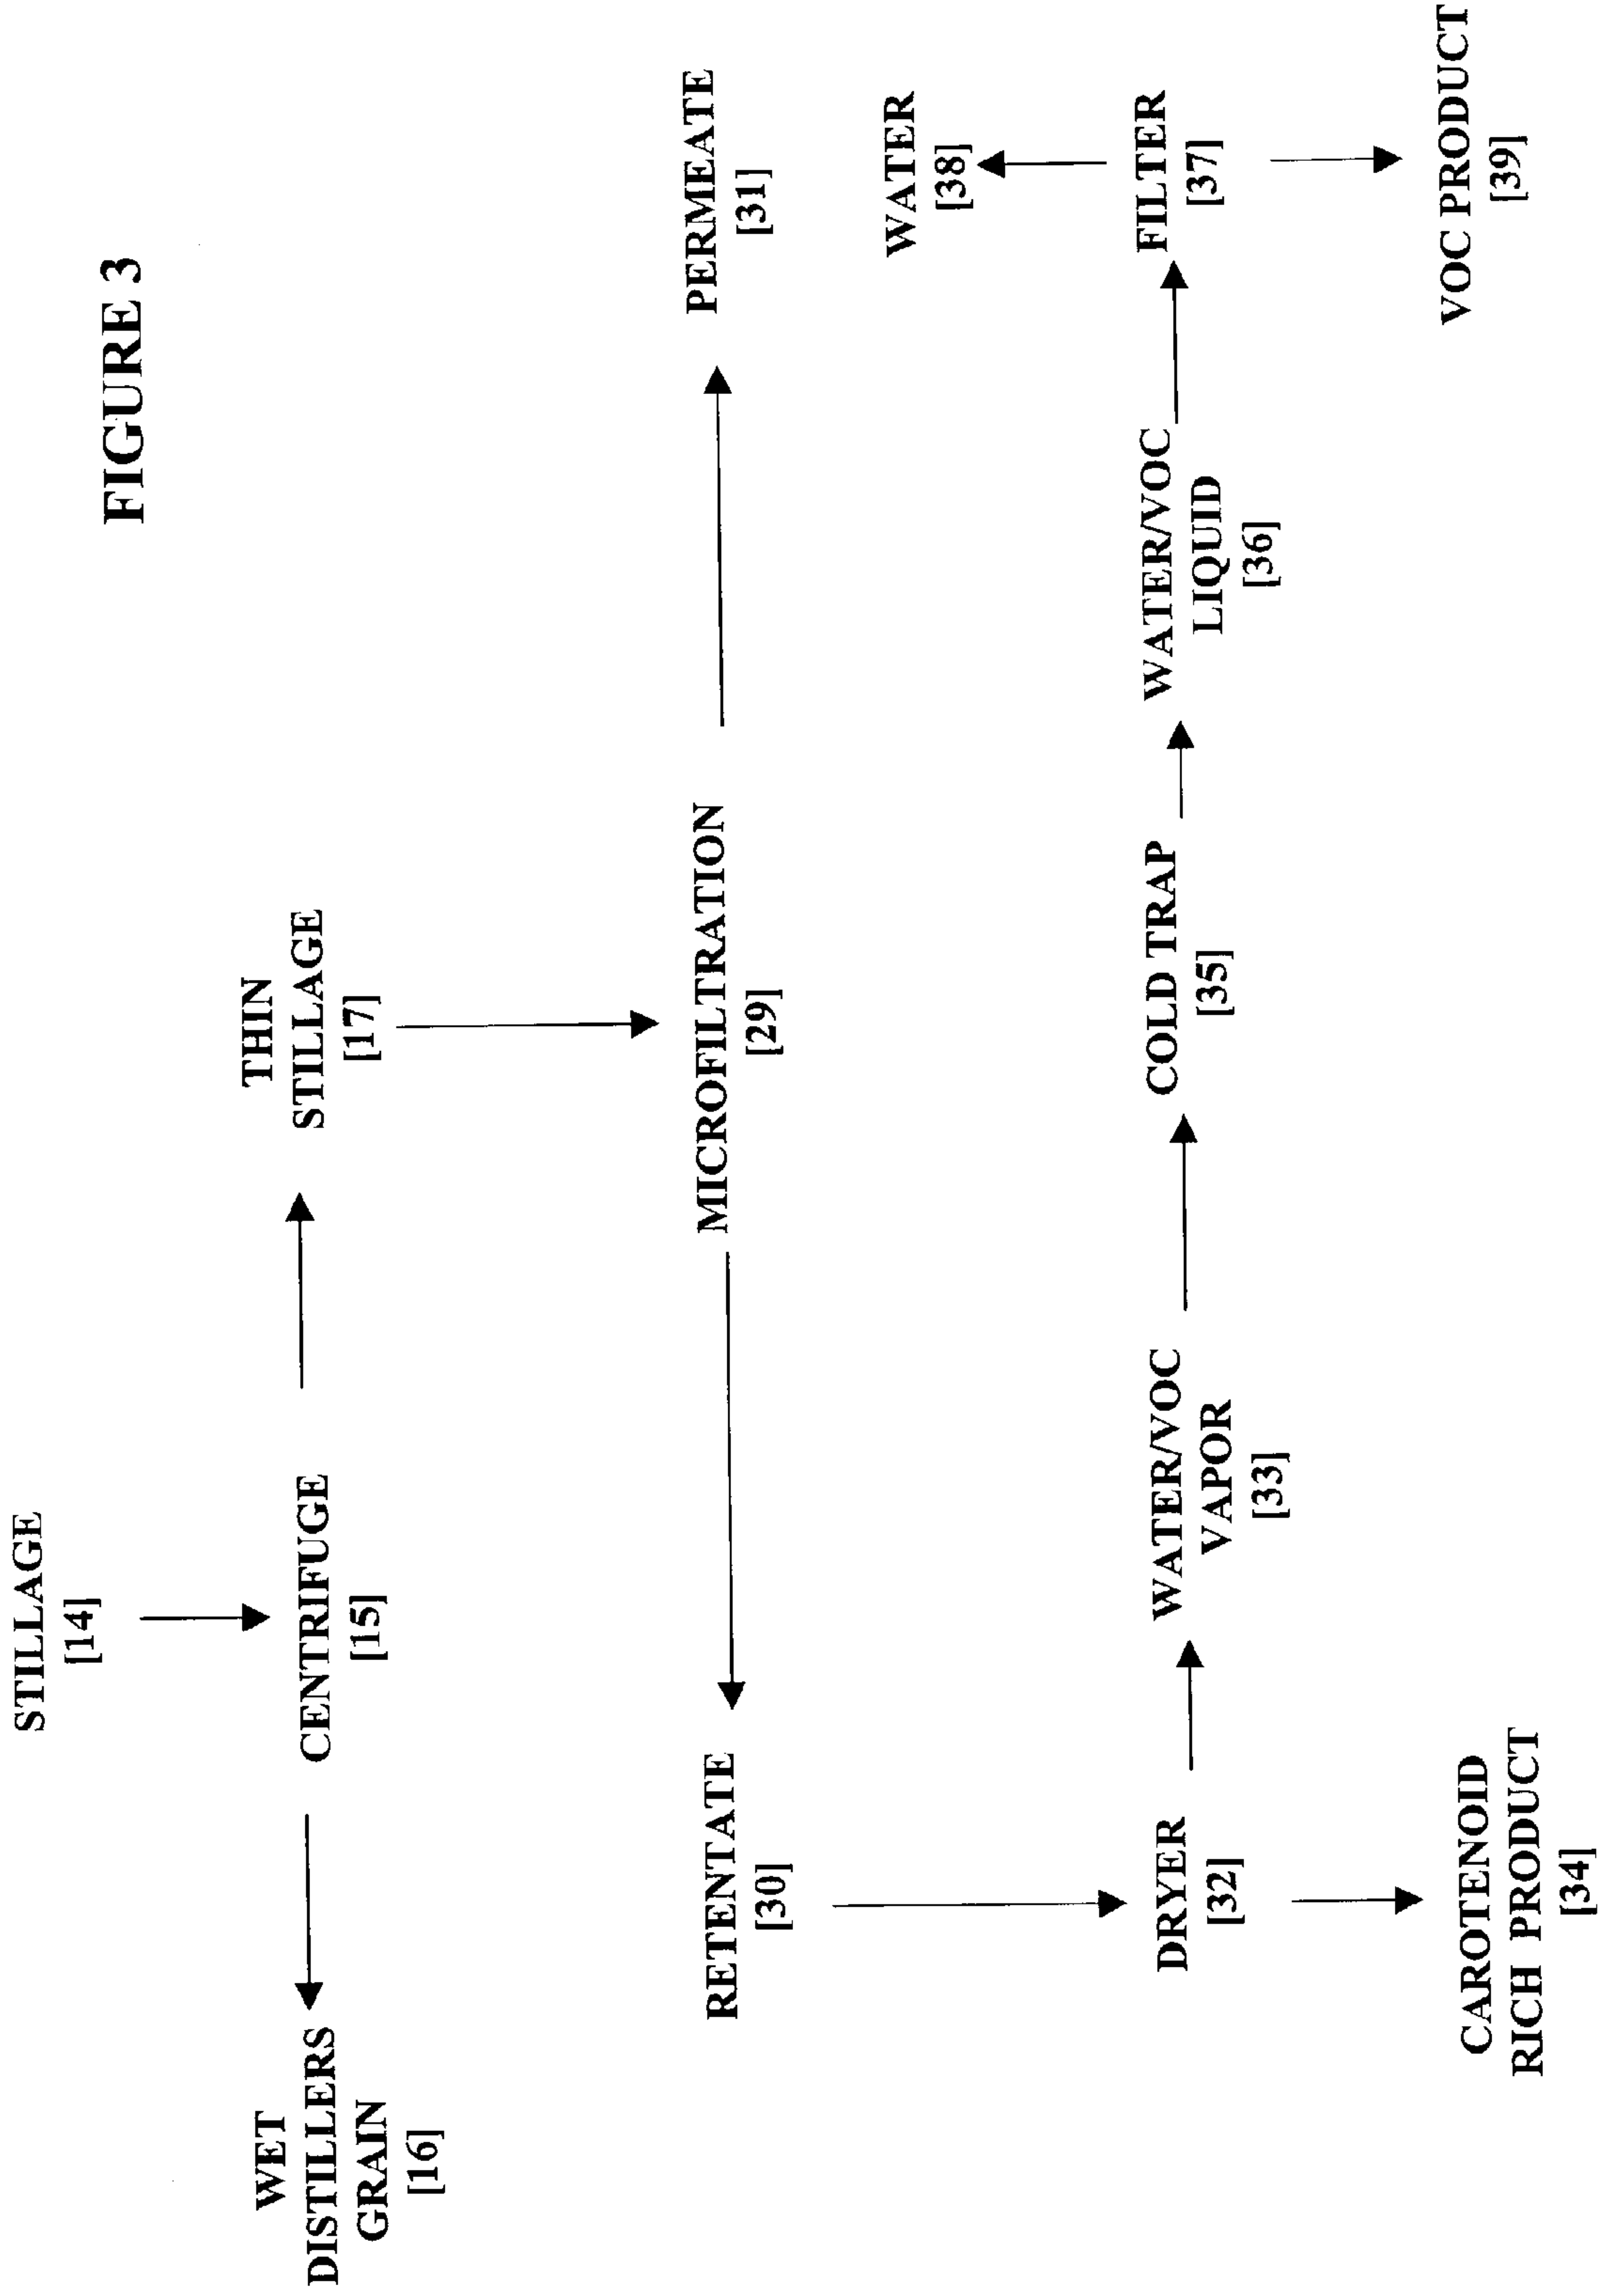 FIGURE 3
STILLAGE
[14]
WET
DISTILLERS
GRAIN
[16]
CENTRIFUGE
[15]
THIN
STILLAGE
[17]
RETENTATE
[30]
MICROFILTRATION
[29]
PERMEATE
[31]
WATER
[38]
DRYER
[32]
WATER/VOC
VAPOR
[33]
COLD TRAP
[35]
WATER/VOC
LIQUID
[36]
FILTER
[37]
CAROTENOID
RICH PRODUCT
[34]
VOC PRODUCT
[39]